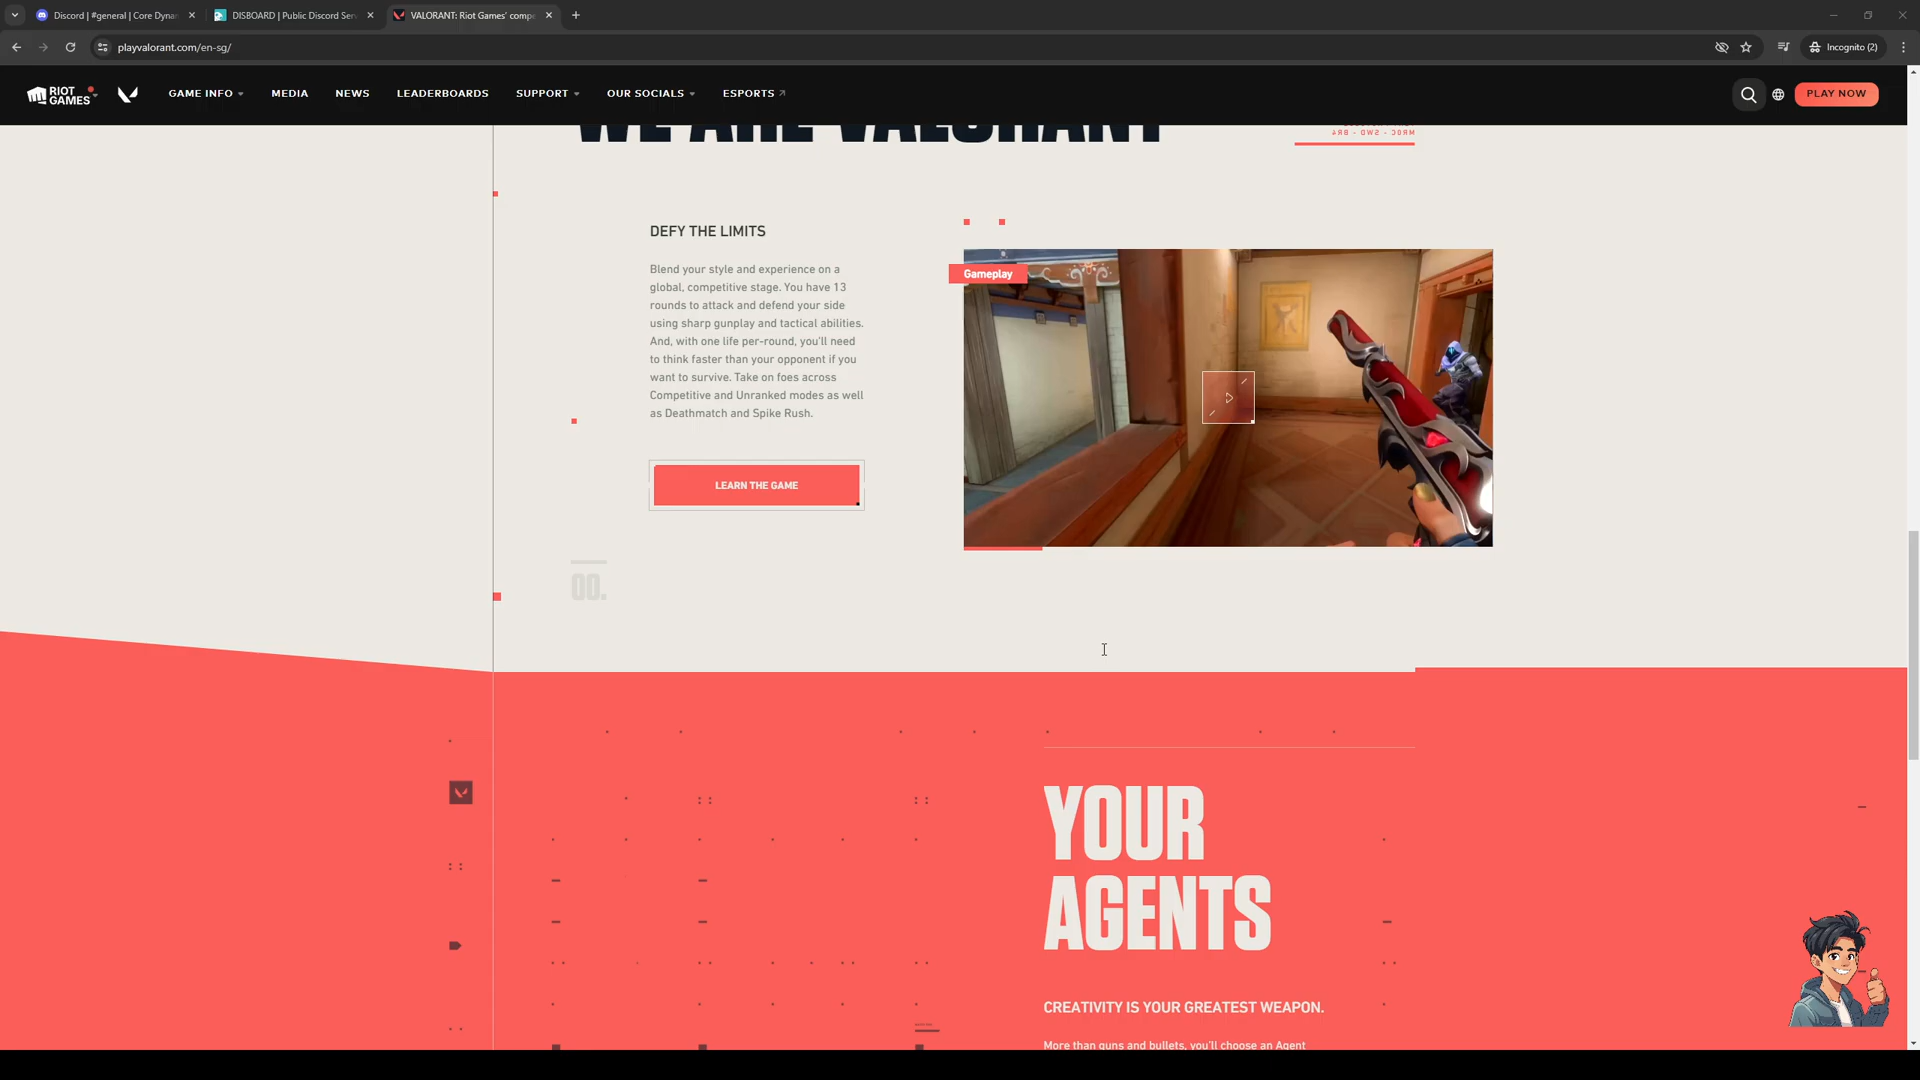 Discord | #general | Core Dyna
DISBOARD | Public Discord Ser
VALORANT: Riot Games' compe
playvalorant.com/en-sg/
Incognito (2)
RIOT GAMES
GAME INFO
MEDIA
NEWS
LEADERBOARDS
SUPPORT
OUR SOCIALS
ESPORTS
PLAY NOW
WE ARE VALORANT
DEFY THE LIMITS
Blend your style and experience on a
global, competitive stage. You have 13
rounds to attack and defend your side
using sharp gunplay and tactical abilities.
And, with one life per-round, you'll need
to think faster than your opponent if you
want to survive. Take on foes across
Competitive and Unranked modes as well
as Deathmatch and Spike Rush.
LEARN THE GAME
Gameplay
00.
YOUR
AGENTS
CREATIVITY IS YOUR GREATEST WEAPON.
More than guns and bullets, you'll choose an Agent